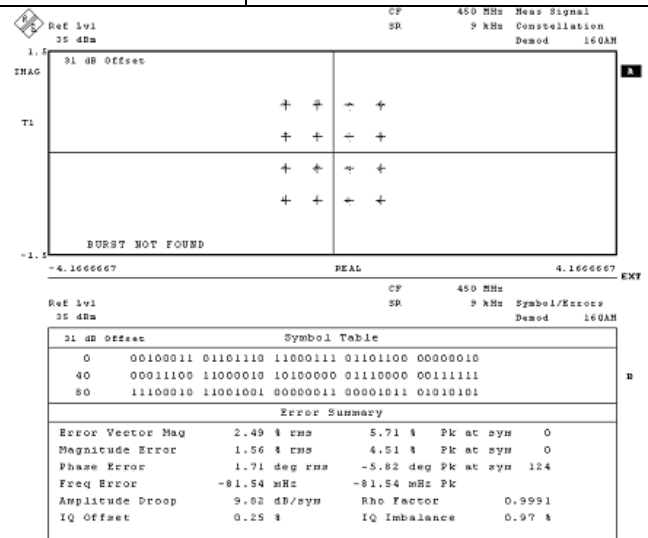 CF 450 MHz Meas Signal
Ref Lvl SR 9 kHz Constellation
35 dBm Demod 16QAM
1.5
31 dB Offset
IMAG
A
T1
BURST NOT FOUND
-1.5
-4.1666667 REAL 4.1666667
EXT
CF 450 MHz
Ref Lvl SR 9 kHz Symbol/Errors
35 dBm Demod 16QAM
31 dB Offset Symbol Table
0 00100011 01101110 11000111 01101100 00000010
40 00011100 11000010 10100000 01110000 00111111
B
80 11100010 11001001 00000011 00001011 01010101
Error Summary
Error Vector Mag 2.49 % rms 5.71 % Pk at sym 0
Magnitude Error 1.56 % rms 4.51 % Pk at sym 0
Phase Error 1.71 deg rms -5.82 deg Pk at sym 124
Freq Error -81.54 mHz -81.54 mHz Pk
Amplitude Droop 9.82 dB/sym Rho Factor 0.9991
IQ Offset 0.25 % IQ Imbalance 0.97 %